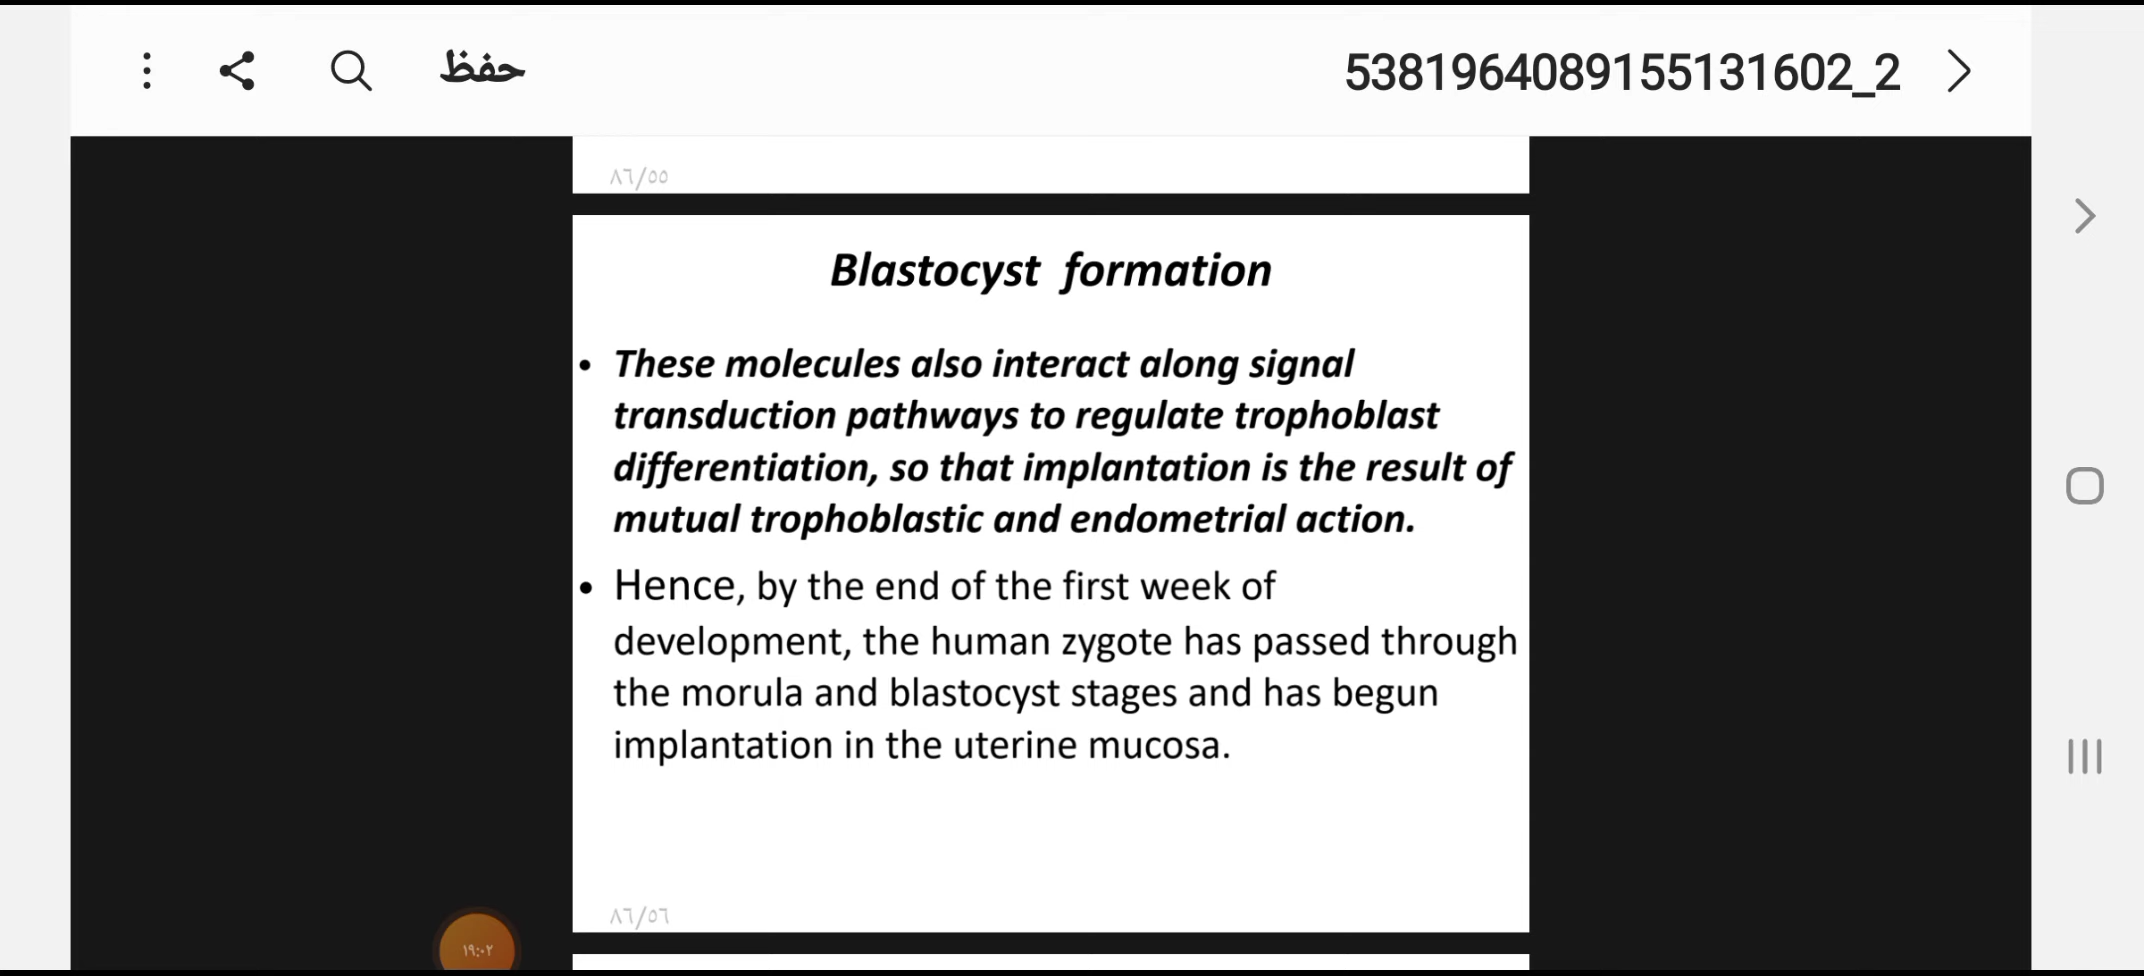 حفظ
5381964089155131602_2
٨٦/٥٥
Blastocyst formation
• These molecules also interact along signal
transduction pathways to regulate trophoblast
differentiation, so that implantation is the result of
mutual trophoblastic and endometrial action.
• Hence, by the end of the first week of
development, the human zygote has passed through
the morula and blastocyst stages and has begun
implantation in the uterine mucosa.
٨٦/٥٦
١٩:٠٢